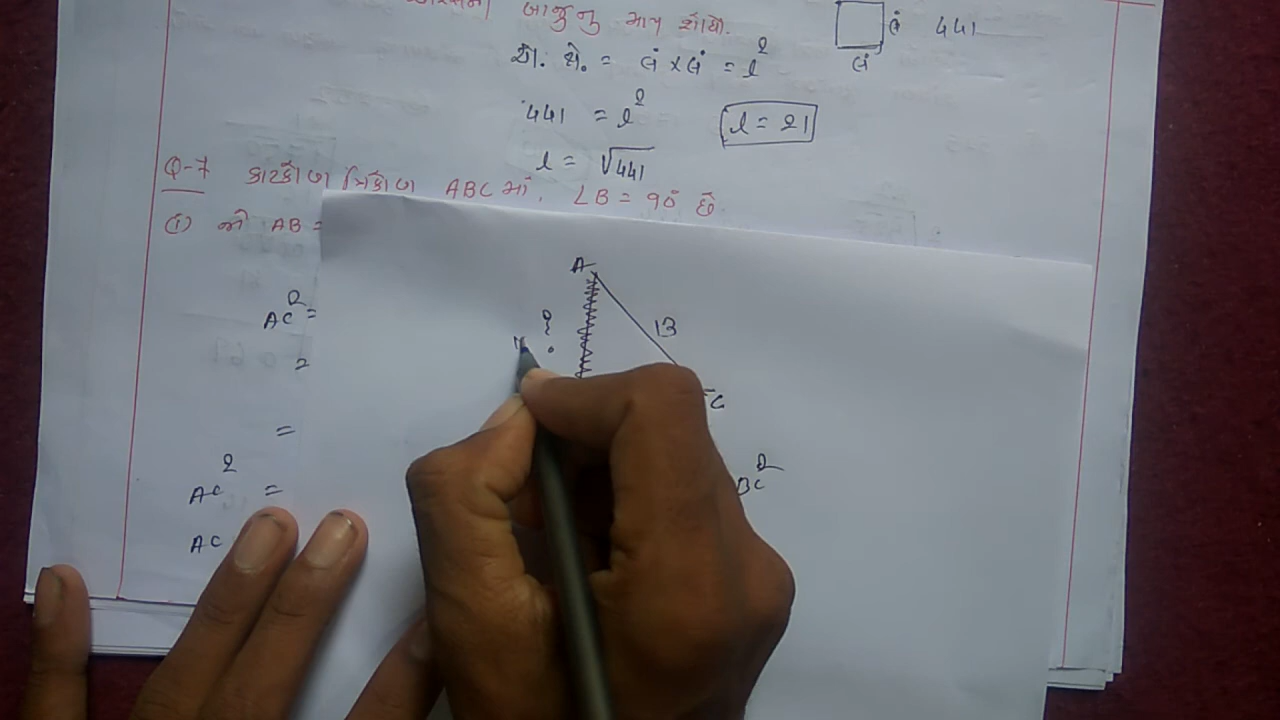 બાજુનું માપ શોધો.
લં 441
લં
ચો. ક્ષે. = લં × લં = l²
441 = l²
l = 21
l = √441
Q-7 કાટકોણ ત્રિકોણ ABC માં, ∠B = 90° છે
(i) જો AB =
A
AC² =
? 13
=
C
=
BC²
AC² =
AC